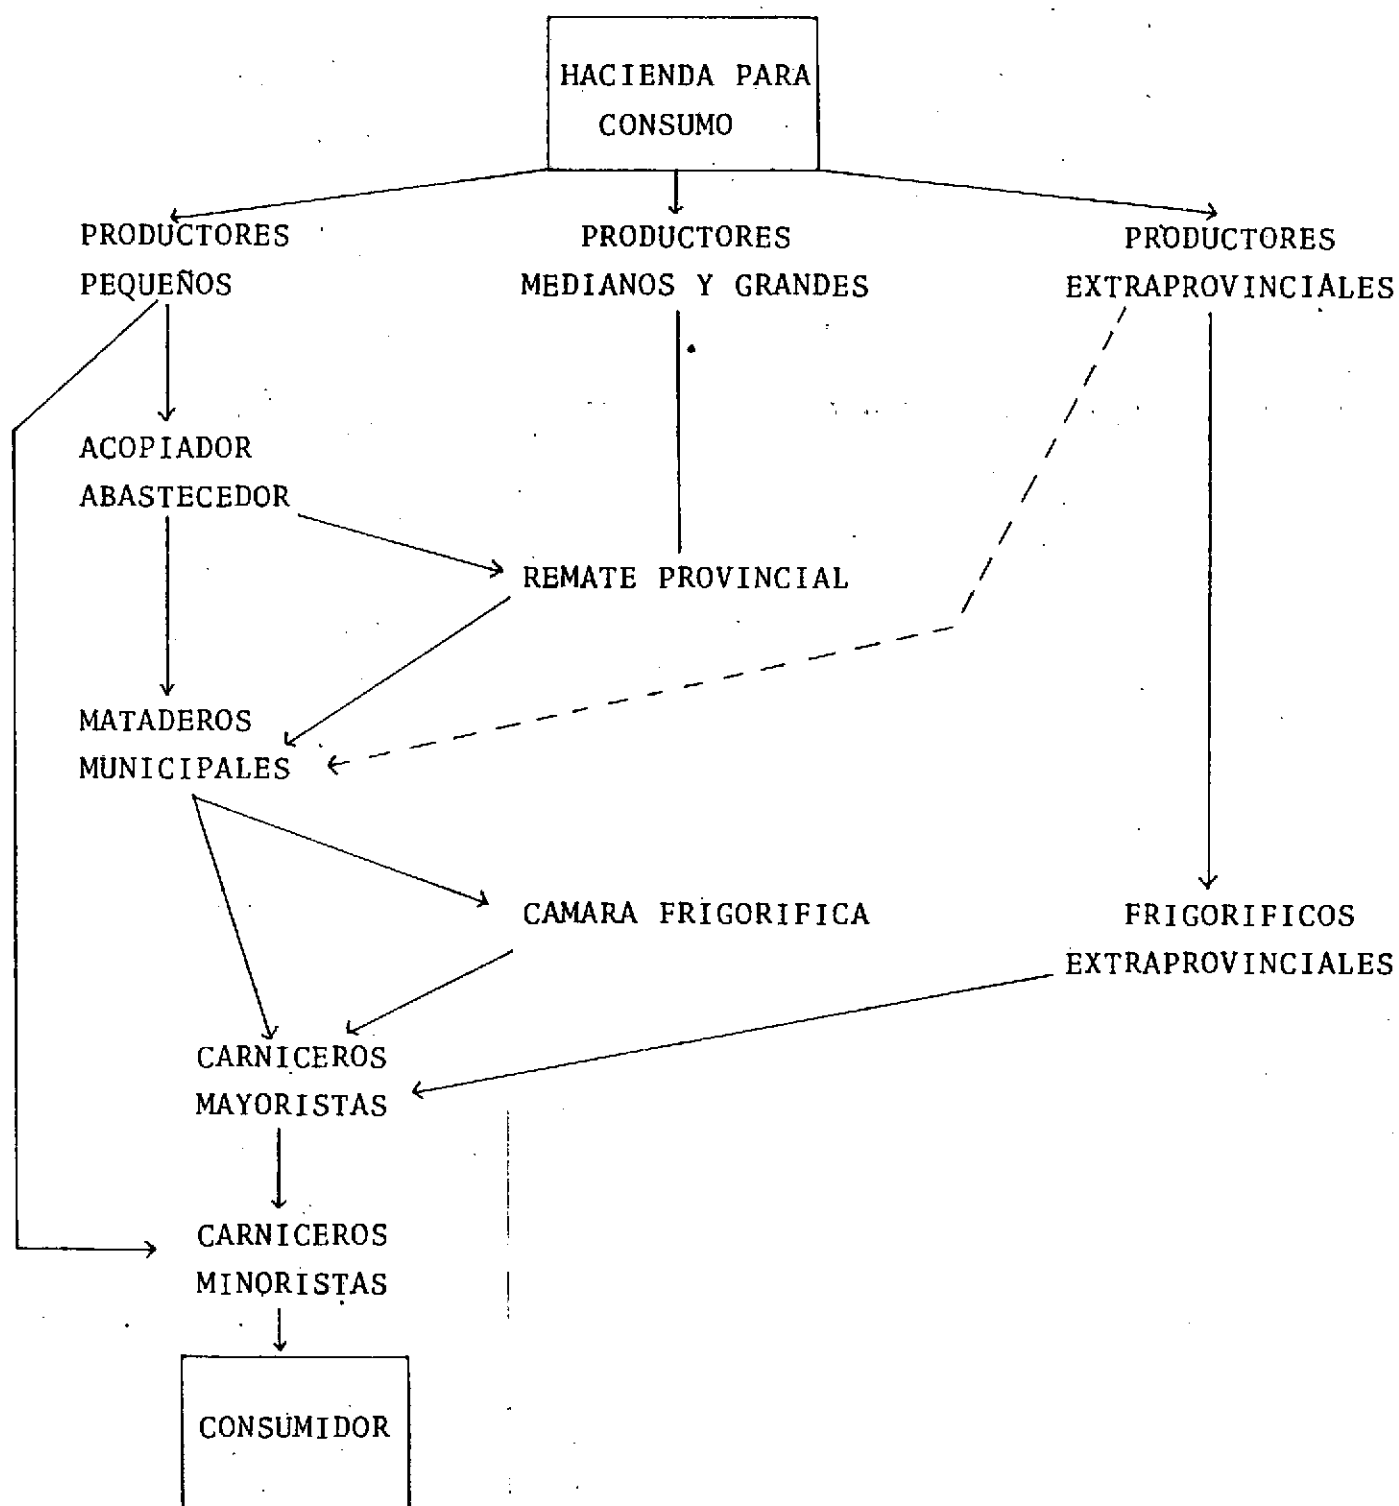 HACIENDA PARA
CONSUMO
PRODUCTORES
PEQUEÑOS
PRODUCTORES
MEDIANOS Y GRANDES
PRODUCTORES
EXTRAPROVINCIALES
ACOPIADOR
ABASTECEDOR
REMATE PROVINCIAL
MATADEROS
MUNICIPALES
CAMARA FRIGORIFICA
FRIGORIFICOS
EXTRAPROVINCIALES
CARNICEROS
MAYORISTAS
CARNICEROS
MINORISTAS
CONSUMIDOR